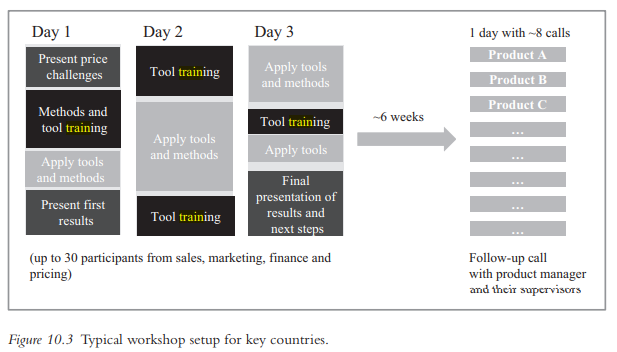 Day 1
Present price
challenges
Methods and
tool training
Apply tools
and methods
Present first
results
Day 2
Tool training
Apply tools
and methods
Tool training
Day 3
Apply tools
and methods
Tool training
Apply tools
Final
presentation of
results and
next steps
~6 weeks
1 day with ~8 calls
Product A
Product B
Product C
...
...
...
...
...
(up to 30 participants from sales, marketing, finance and
pricing)
Follow-up call
with product manager
and their supervisors
Figure 10.3 Typical workshop setup for key countries.